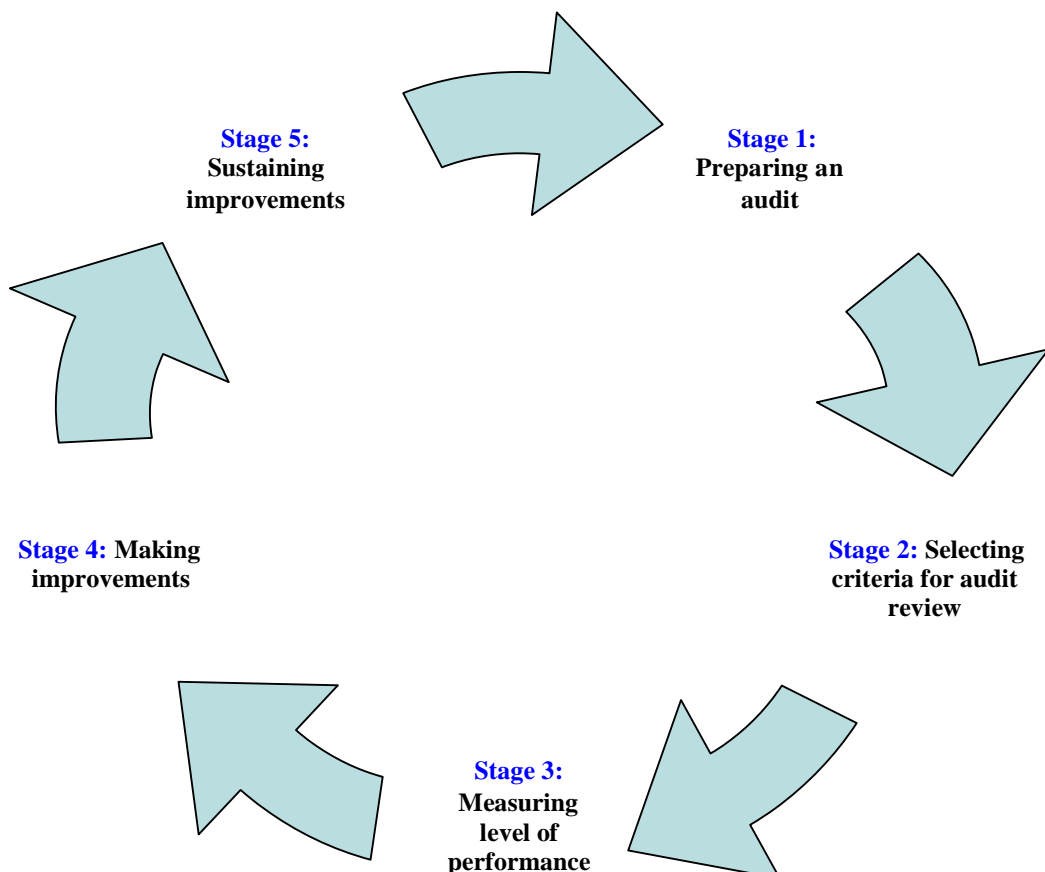 Stage 1:
Preparing an
audit
Stage 2: Selecting
criteria for audit
review
Stage 3:
Measuring
level of
performance
Stage 4: Making
improvements
Stage 5:
Sustaining
improvements